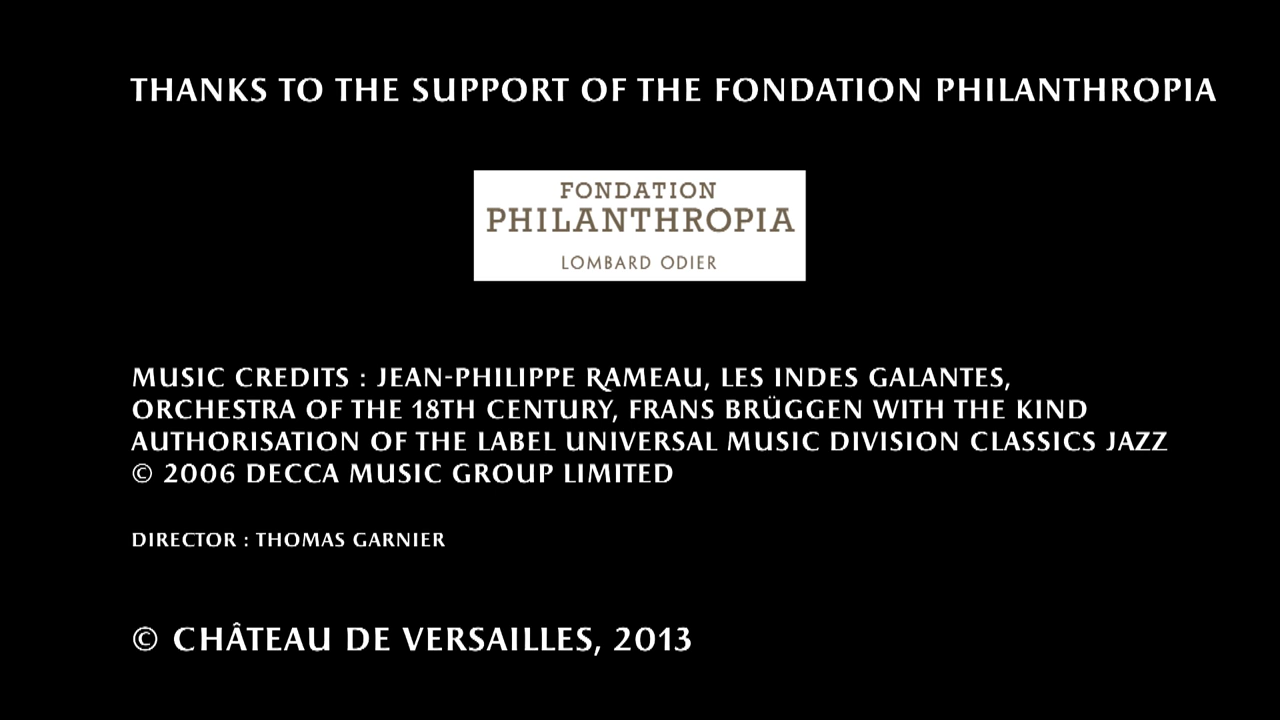 THANKS TO THE SUPPORT OF THE FONDATION PHILANTHROPIA
FONDATION
PHILANTHROPIA
LOMBARD ODIER
MUSIC CREDITS : JEAN-PHILIPPE RAMEAU, LES INDES GALANTES,
ORCHESTRA OF THE 18TH CENTURY, FRANS BRÜGGEN WITH THE KIND
AUTHORISATION OF THE LABEL UNIVERSAL MUSIC DIVISION CLASSICS JAZZ
© 2006 DECCA MUSIC GROUP LIMITED
DIRECTOR : THOMAS GARNIER
© CHÂTEAU DE VERSAILLES, 2013